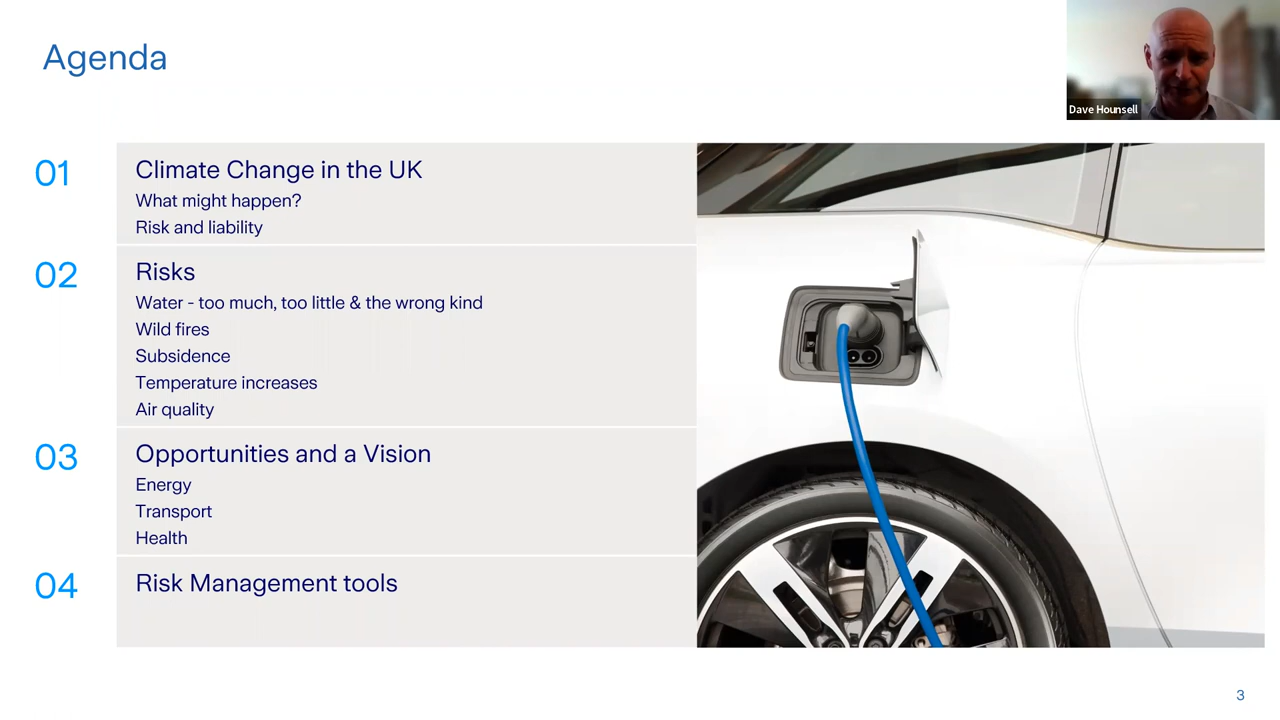 Agenda
Dave Hounsell
01
Climate Change in the UK
What might happen?
Risk and liability
02
Risks
Water - too much, too little & the wrong kind
Wild fires
Subsidence
Temperature increases
Air quality
03
Opportunities and a Vision
Energy
Transport
Health
04
Risk Management tools
3